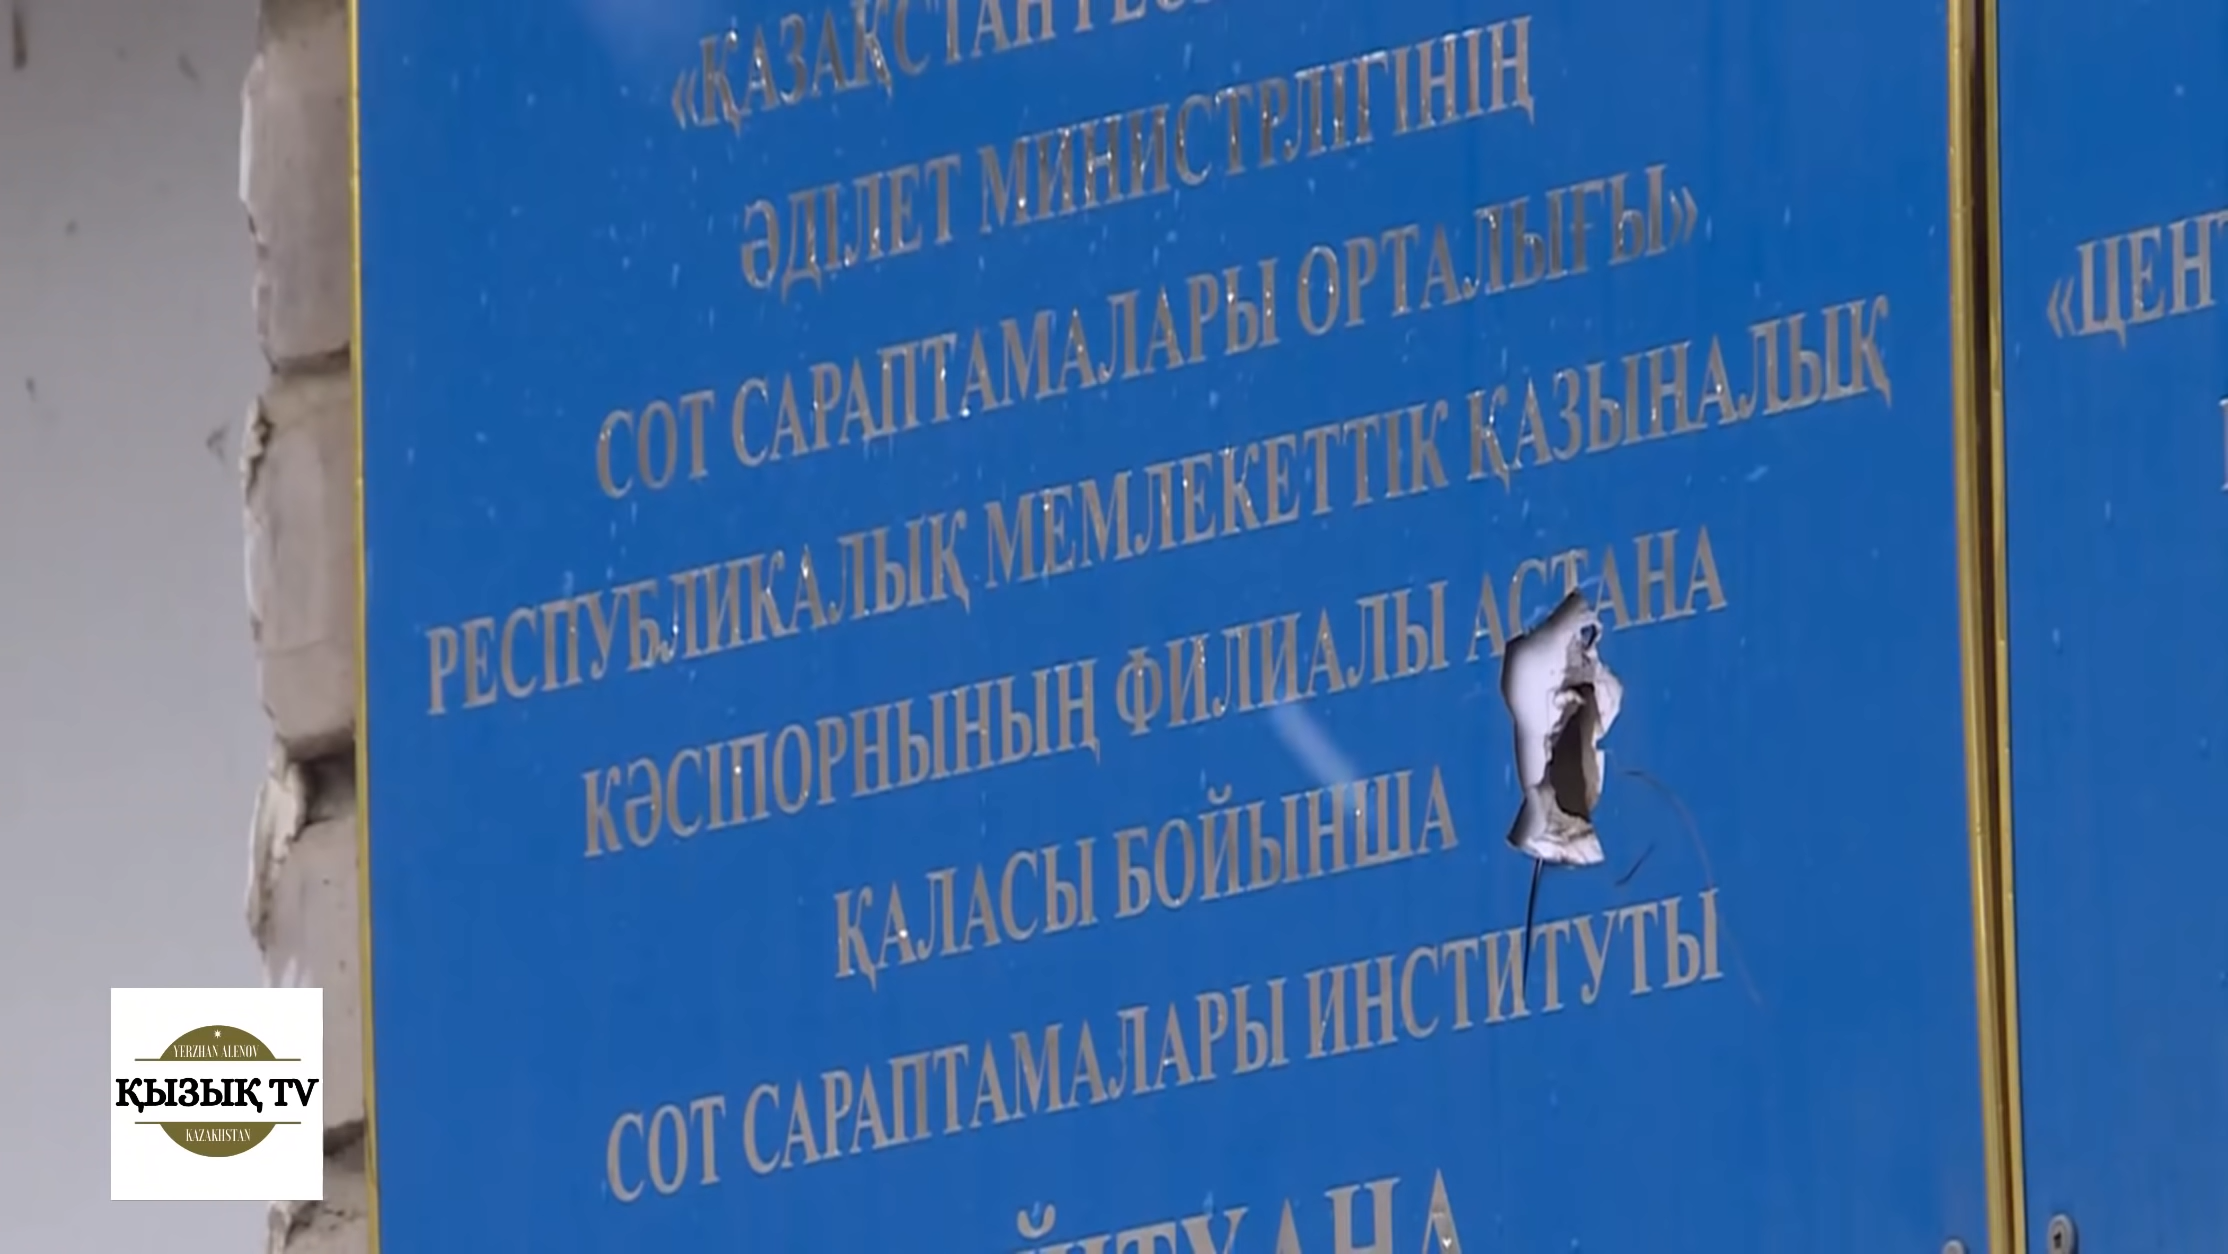 «ҚАЗАҚСТАН
ӘДІЛЕТ МИНИСТРЛІГІНІҢ
СОТ САРАПТАМАЛАРЫ ОРТАЛЫҒЫ»
РЕСПУБЛИКАЛЫҚ МЕМЛЕКЕТТІК ҚАЗЫНАЛЫҚ
КӘСІПОРНЫНЫҢ ФИЛИАЛЫ АСТАНА
ҚАЛАСЫ БОЙЫНША
СОТ САРАПТАМАЛАРЫ ИНСТИТУТЫ
YERZHAN ALENOV
ҚЫЗЫҚ TV
KAZAKHSTAN